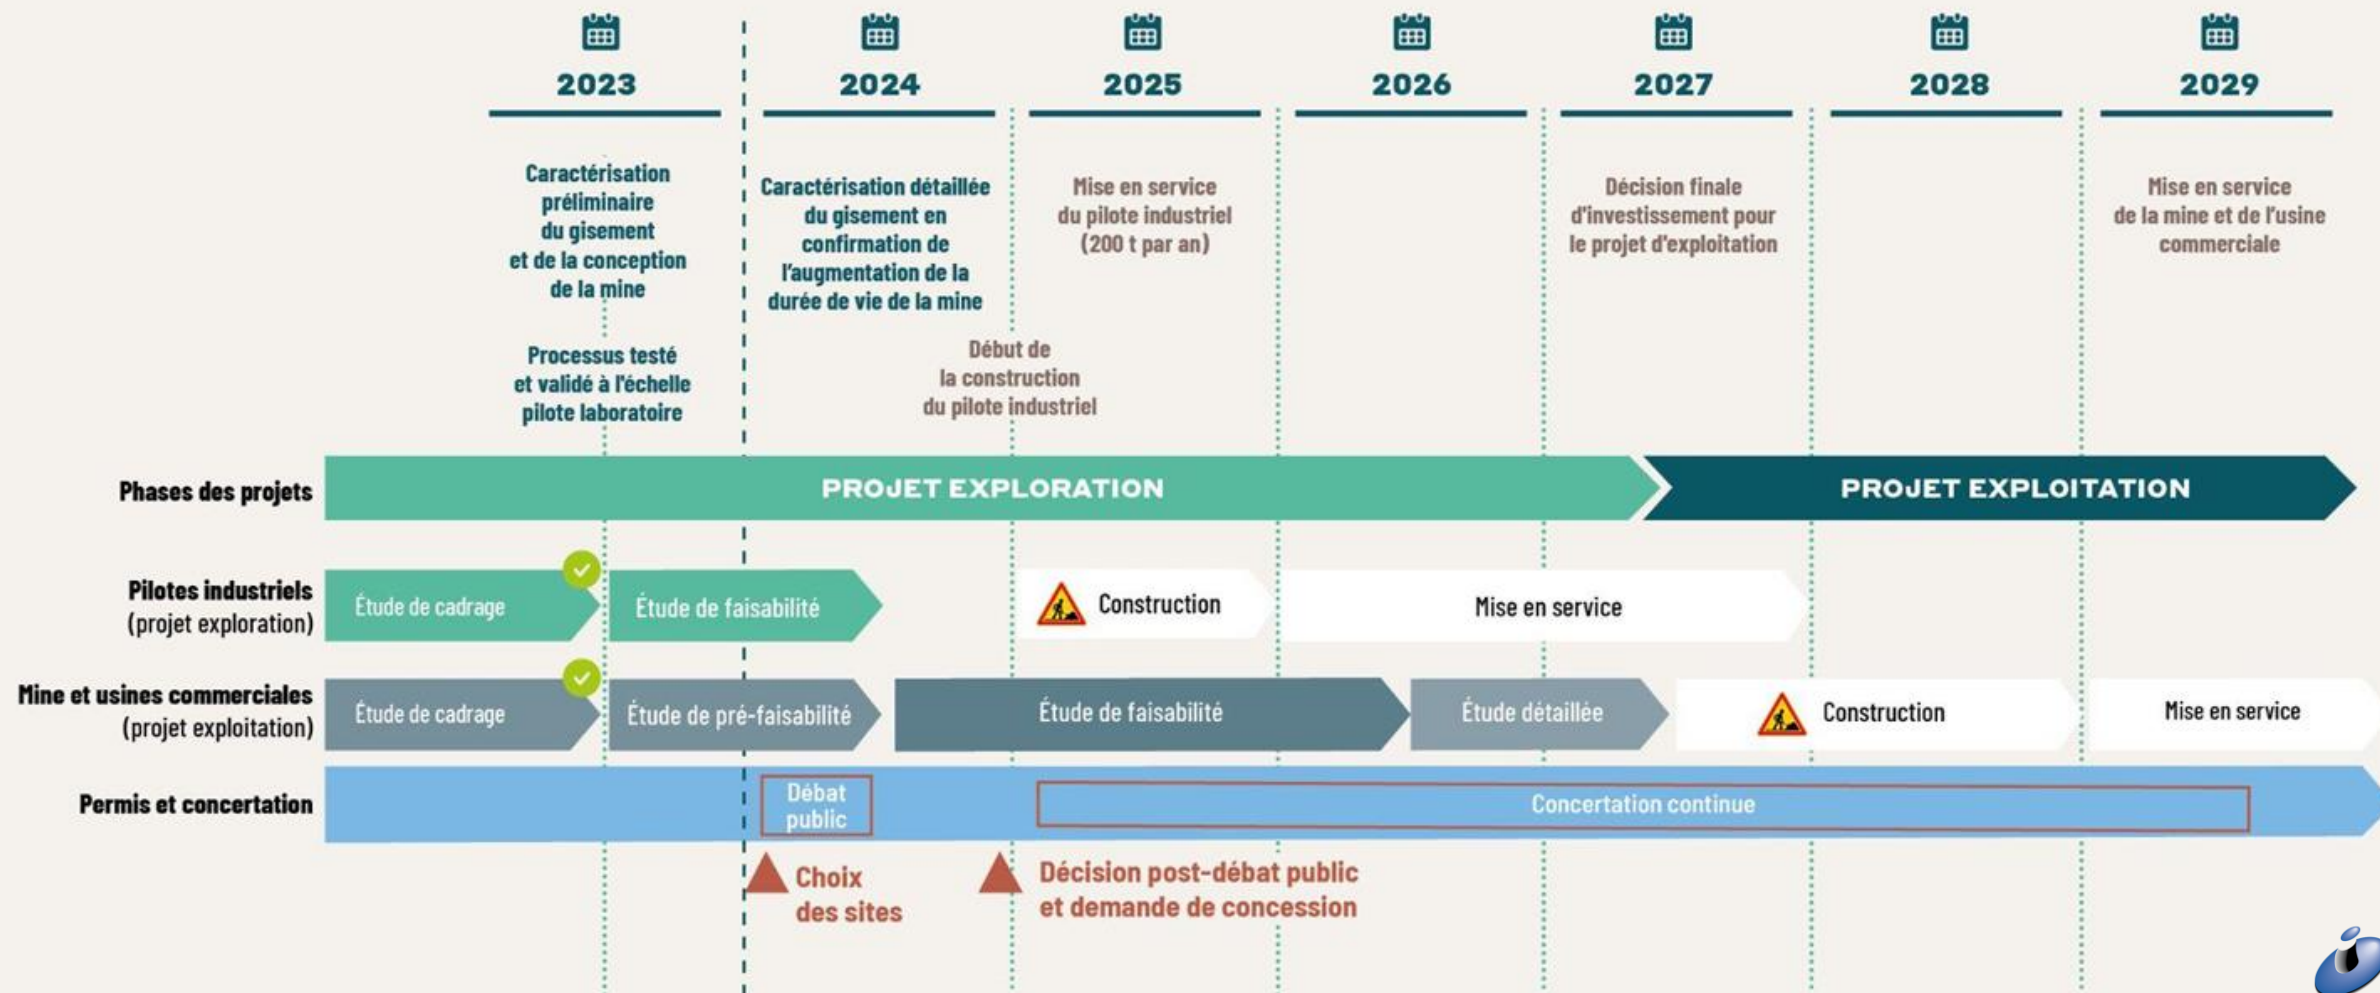 2023
2024
2025
2026
2027
2028
2029
Caractérisation
préliminaire
du gisement
et de la conception
de la mine
Processus testé
et validé à l'échelle
pilote laboratoire
Caractérisation détaillée
du gisement en
confirmation de
l'augmentation de la
durée de vie de la mine
Début de
la construction
du pilote industriel
Mise en service
du pilote industriel
(200 t par an)
Décision finale
d'investissement pour
le projet d'exploitation
Mise en service
de la mine et de l'usine
commerciale
Phases des projets
PROJET EXPLORATION
PROJET EXPLOITATION
Pilotes industriels
(projet exploration)
Étude de cadrage
Étude de faisabilité
Construction
Mise en service
Mine et usines commerciales
(projet exploitation)
Étude de cadrage
Étude de pré-faisabilité
Étude de faisabilité
Étude détaillée
Construction
Mise en service
Permis et concertation
Débat
public
Concertation continue
Choix
des sites
Décision post-débat public
et demande de concession